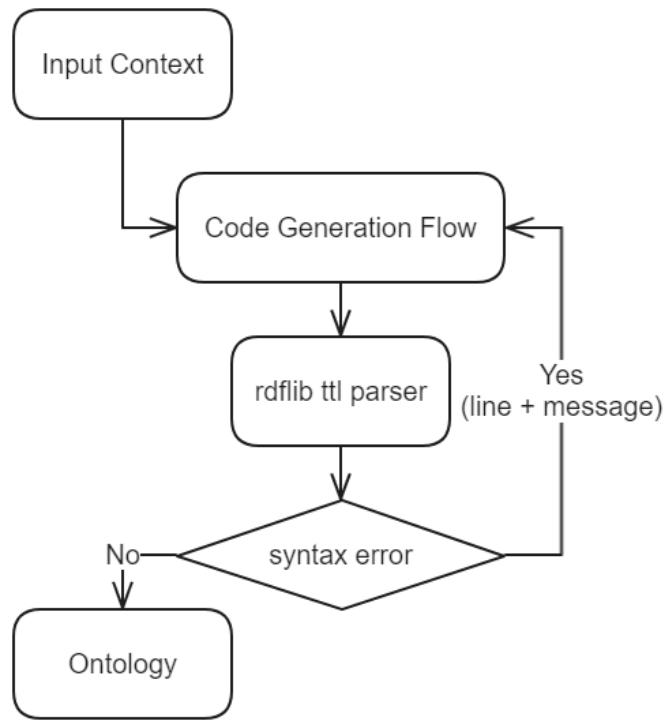 Input Context
Code Generation Flow
rdflib ttl parser
Yes
(line + message)
syntax error
No
Ontology